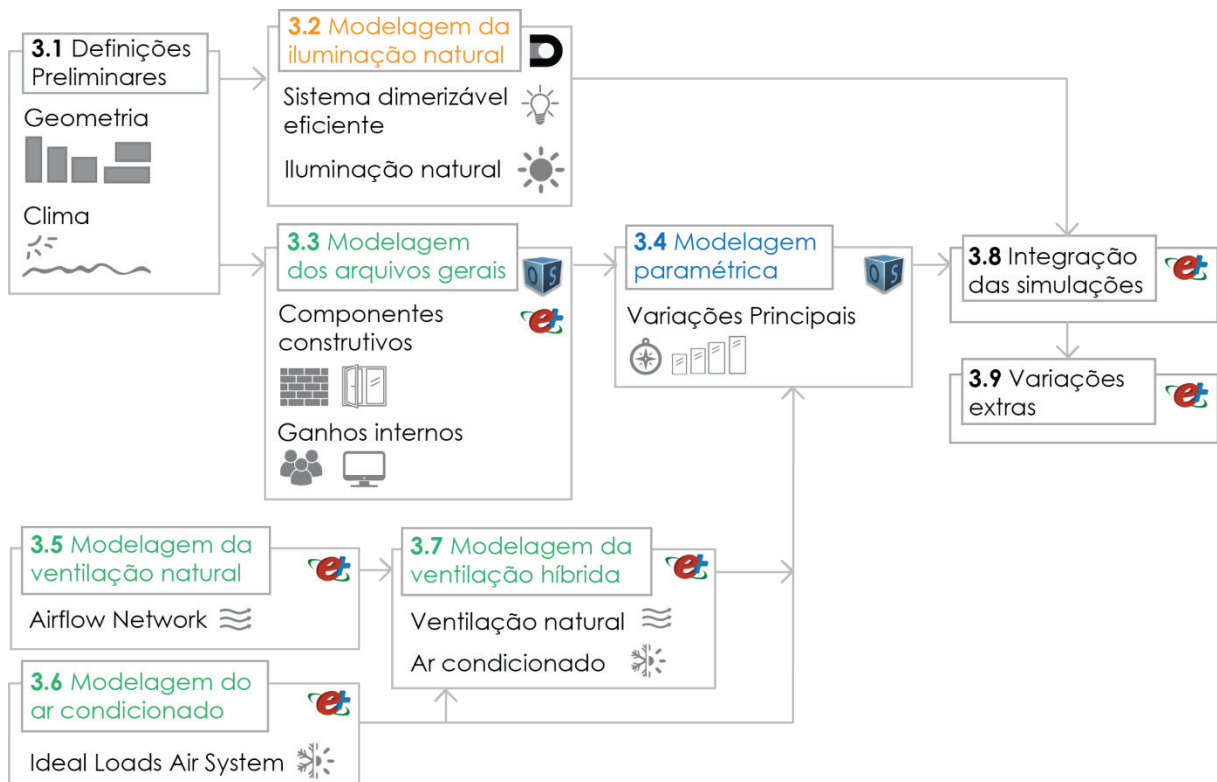 3.1 Definições
Preliminares
Geometria
Clima
3.2 Modelagem da
iluminação natural
Sistema dimerizável
eficiente
Iluminação natural
3.3 Modelagem
dos arquivos gerais
OS
e+
Componentes
construtivos
Ganhos internos
3.4 Modelagem
paramétrica
OS
Variações Principais
3.5 Modelagem da
ventilação natural
e+
Airflow Network
3.6 Modelagem do
ar condicionado
e+
Ideal Loads Air System
3.7 Modelagem da
ventilação híbrida
e+
Ventilação natural
Ar condicionado
3.8 Integração
das simulações
e+
3.9 Variações
extras
e+